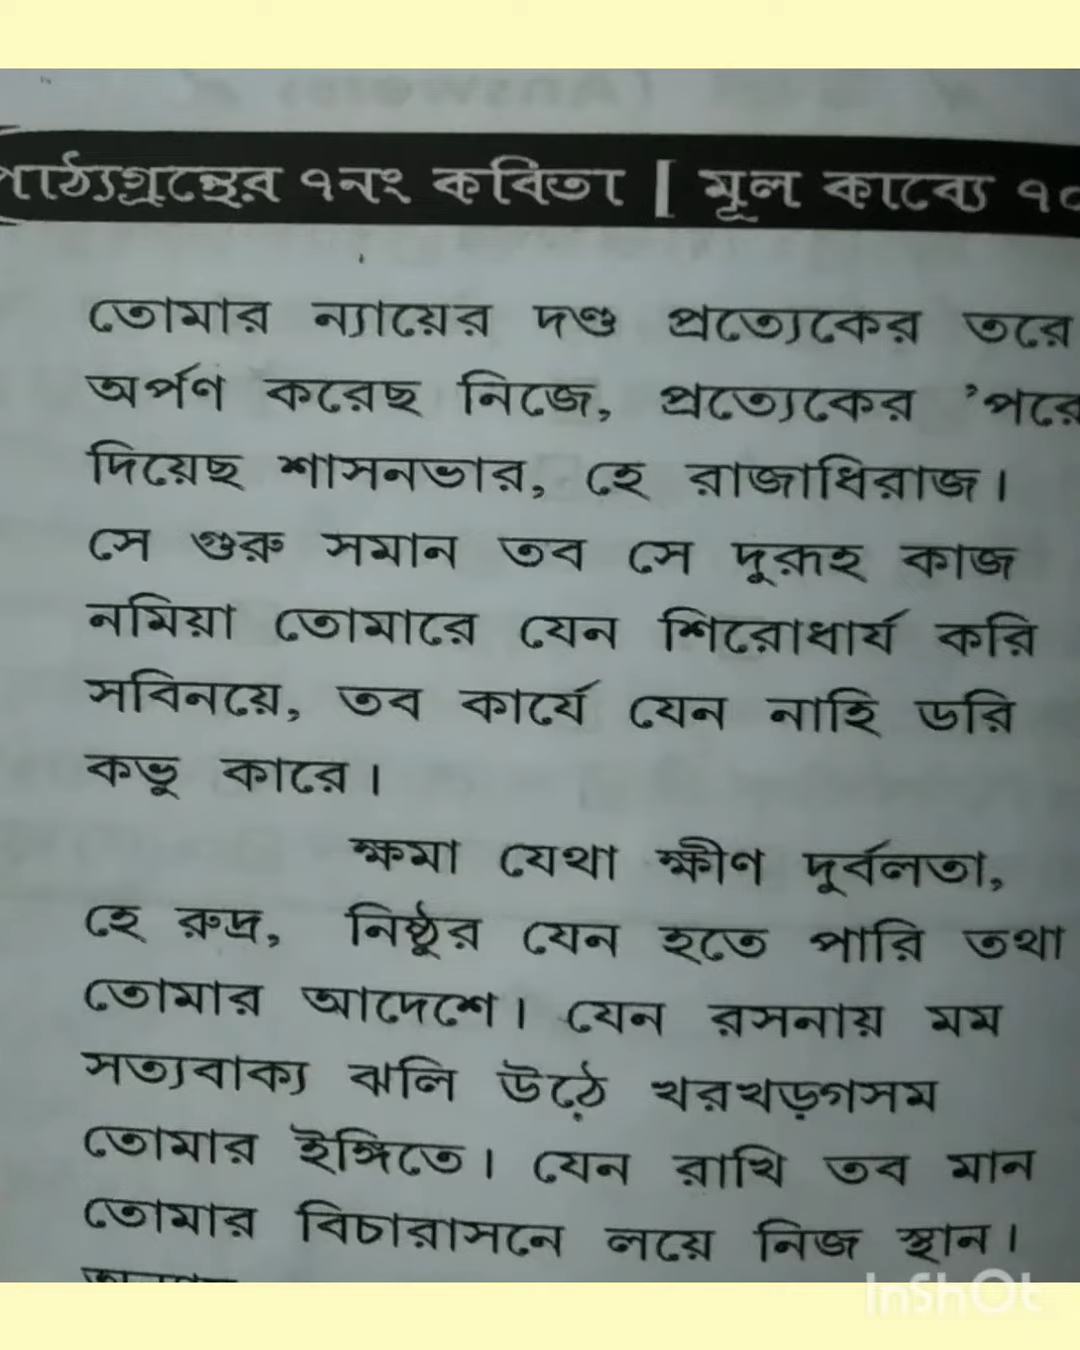 পাঠ্যগ্রন্থের ৭নং কবিতা [ মূল কাব্যে ৭০
তোমার ন্যায়ের দণ্ড প্রত্যেকের তরে
অর্পণ করেছ নিজে, প্রত্যেকের 'পরে
দিয়েছ শাসনভার, হে রাজাধিরাজ।
সে গুরু সমান তব সে দুরূহ কাজ
নমিয়া তোমারে যেন শিরোধার্য করি
সবিনয়ে, তব কার্যে যেন নাহি ডরি
কভু কারে।
ক্ষমা যেথা ক্ষীণ দুর্বলতা,
হে রুদ্র, নিষ্ঠুর যেন হতে পারি তথা
তোমার আদেশে। যেন রসনায় মম
সত্যবাক্য ঝলি উঠে খরখড়গসম
তোমার ইঙ্গিতে। যেন রাখি তব মান
তোমার বিচারাসনে লয়ে নিজ স্থান।
InShOt